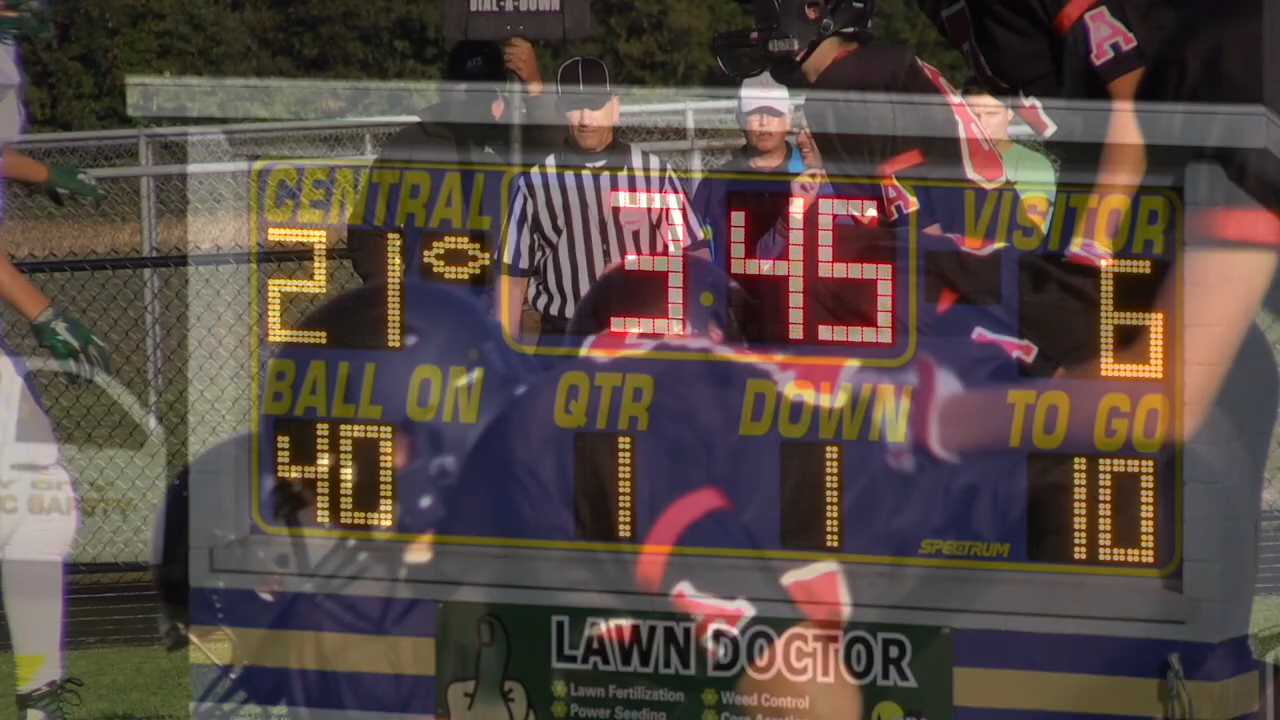 DIAL-A-DOWN
A
CENTRAL VISITOR
21 3 45 6
A
BALL ON QTR DOWN TO GO
40 1 1 10
SPECTRUM
LAWN DOCTOR
Lawn Fertilization Weed Control
Power Seeding